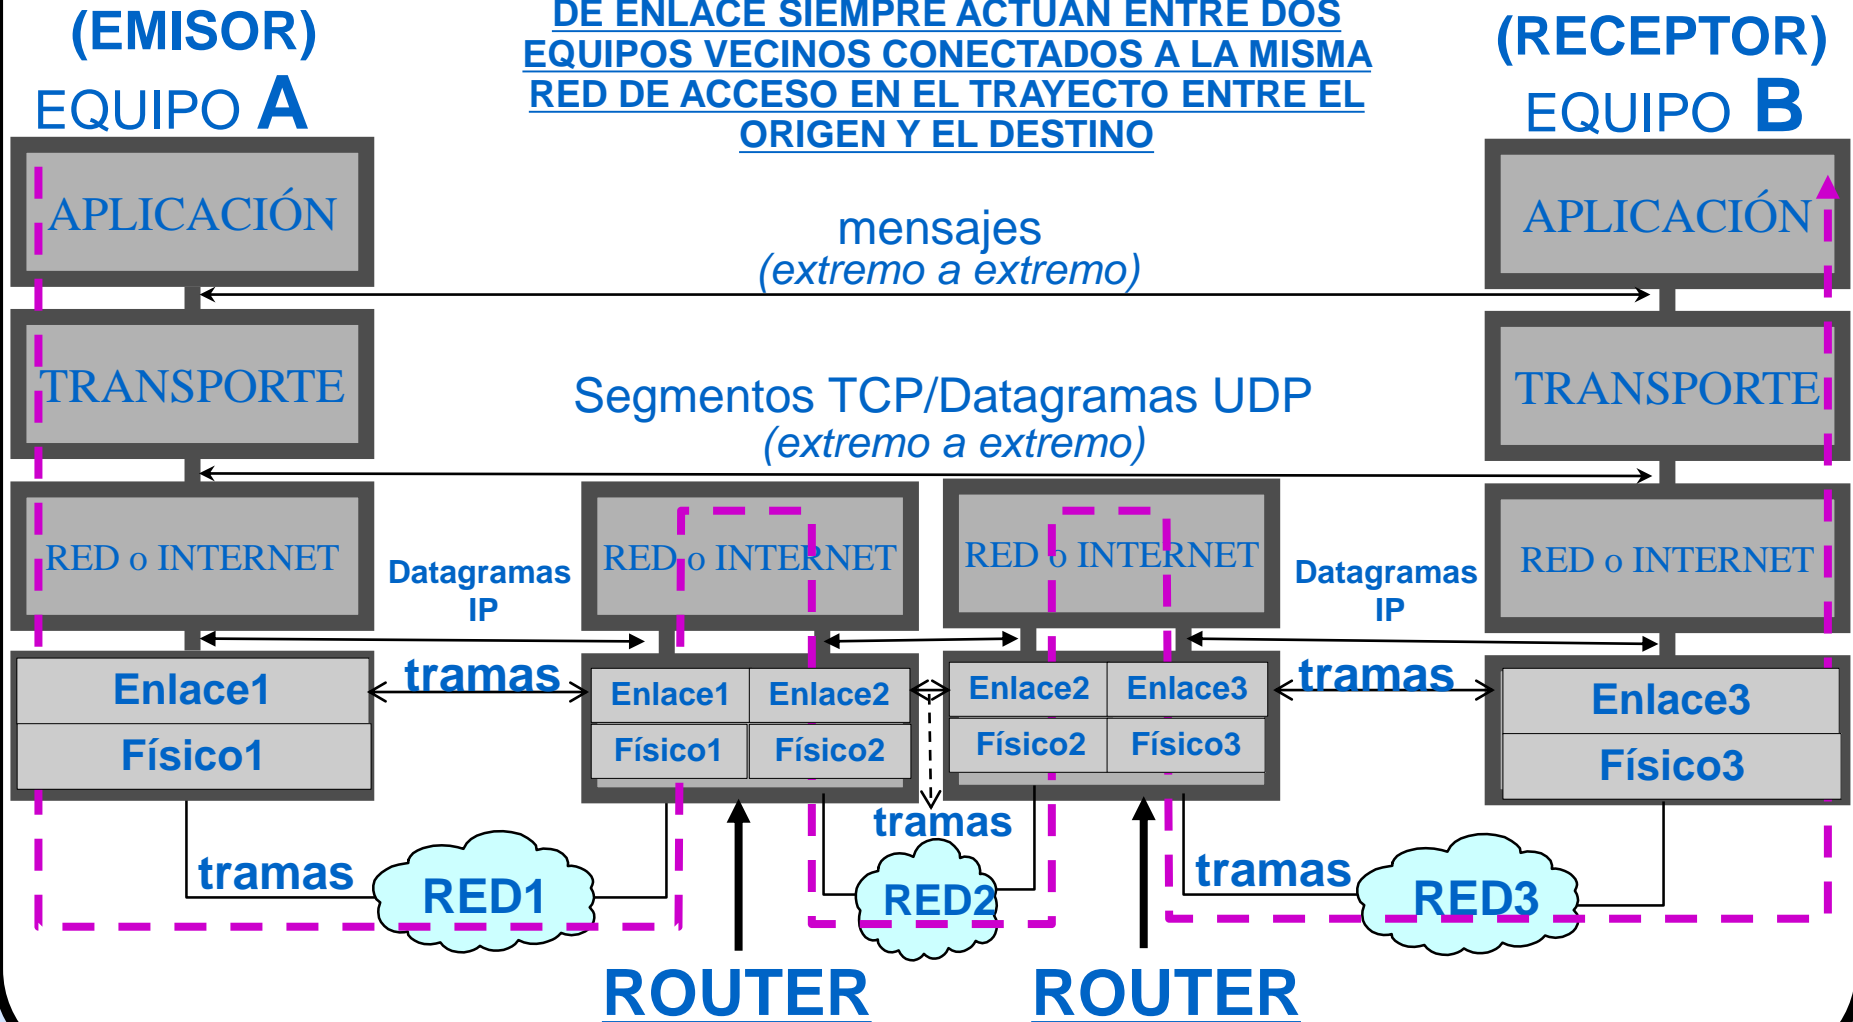 DE ENLACE SIEMPRE ACTÚAN ENTRE DOS
EQUIPOS VECINOS CONECTADOS A LA MISMA
RED DE ACCESO EN EL TRAYECTO ENTRE EL
ORIGEN Y EL DESTINO
(EMISOR)
EQUIPO A
(RECEPTOR)
EQUIPO B
APLICACIÓN
mensajes
(extremo a extremo)
APLICACIÓN
TRANSPORTE
Segmentos TCP/Datagramas UDP
(extremo a extremo)
TRANSPORTE
RED o INTERNET
Datagramas
IP
RED o INTERNET
RED o INTERNET
Datagramas
IP
RED o INTERNET
Enlace1
Físico1
tramas
Enlace1
Enlace2
Físico1
Físico2
tramas
Enlace2
Enlace3
Físico2
Físico3
tramas
Enlace3
Físico3
tramas
RED1
RED2
tramas
RED3
ROUTER
ROUTER